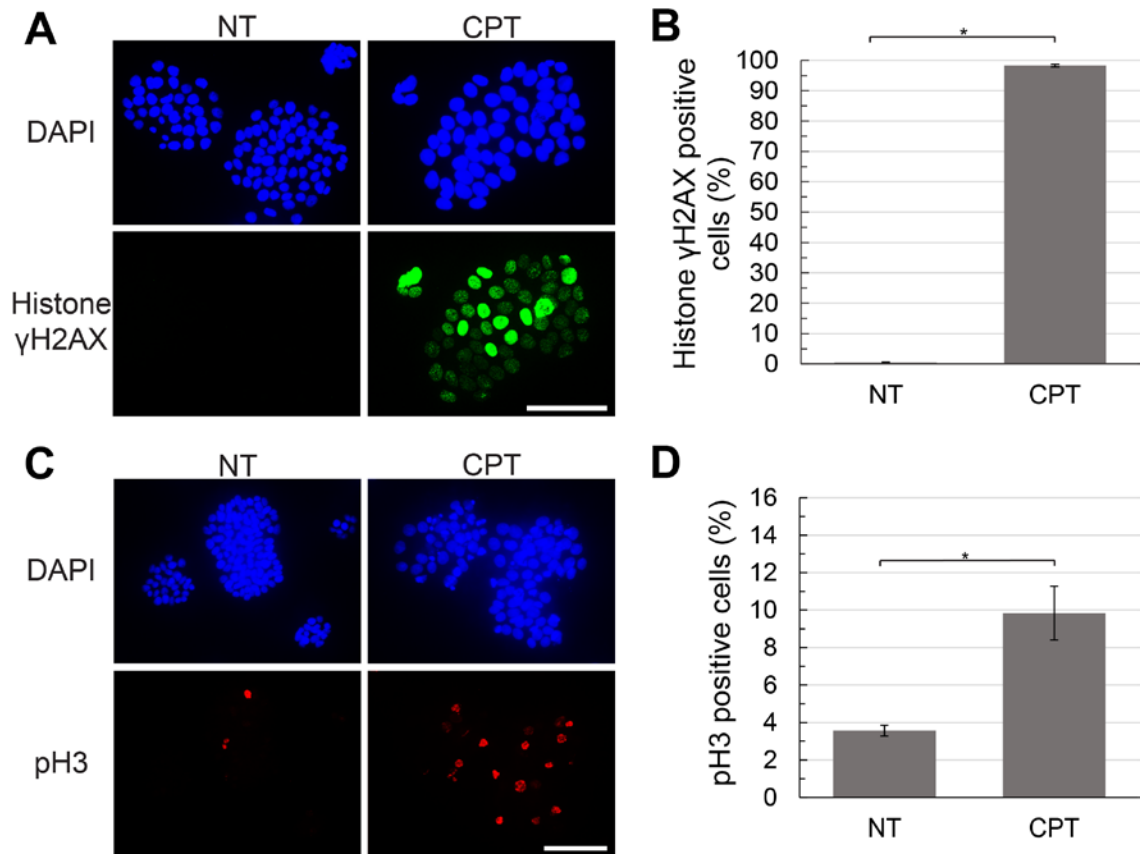 A
NT
CPT
DAPI
Histone
γH2AX
B
*
Histone γH2AX positive
cells (%)
100
90
80
70
60
50
40
30
20
10
0
NT
CPT
C
NT
CPT
DAPI
pH3
D
*
pH3 positive cells (%)
16
14
12
10
8
6
4
2
0
NT
CPT